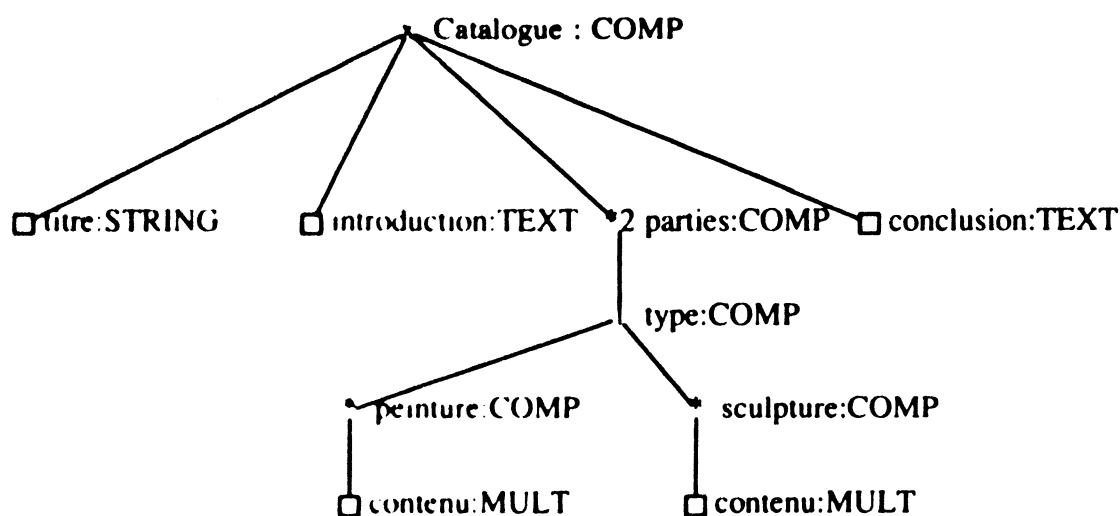 Catalogue : COMP
titre:STRING introduction:TEXT *2 parties:COMP conclusion:TEXT
type:COMP
* peinture:COMP * sculpture:COMP
contenu:MULT contenu:MULT